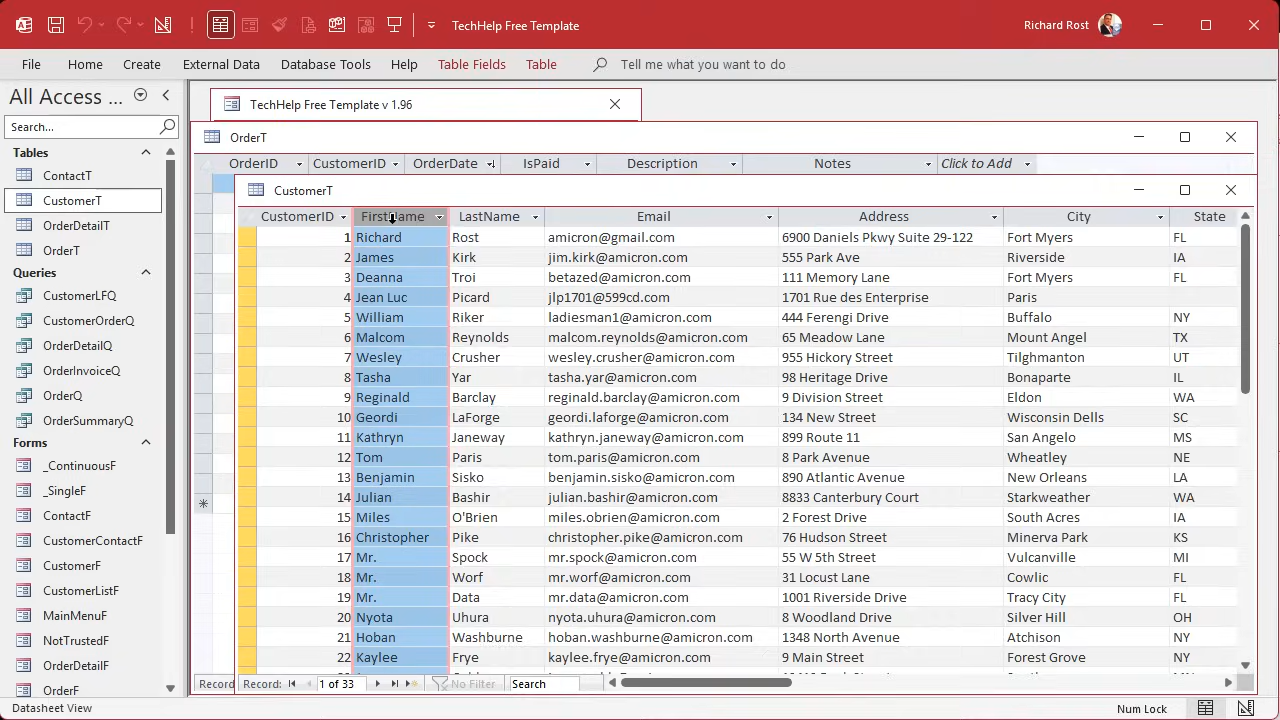 TechHelp Free Template
Richard Rost
File Home Create External Data Database Tools Help Table Fields Table Tell me what you want to do
All Access ...
Search...
Tables
ContactT
CustomerT
OrderDetailT
OrderT
Queries
CustomerLFQ
CustomerOrderQ
OrderDetailQ
OrderInvoiceQ
OrderQ
OrderSummaryQ
Forms
_ContinuousF
_SingleF
ContactF
CustomerContactF
CustomerF
CustomerListF
MainMenuF
NotTrustedF
OrderDetailF
OrderF
TechHelp Free Template v 1.96
OrderT
OrderID CustomerID OrderDate IsPaid Description Notes Click to Add
CustomerT
CustomerID FirstName LastName Email Address City State
1 Richard Rost amicron@gmail.com 6900 Daniels Pkwy Suite 29-122 Fort Myers FL
2 James Kirk jim.kirk@amicron.com 555 Park Ave Riverside IA
3 Deanna Troi betazed@amicron.com 111 Memory Lane Fort Myers FL
4 Jean Luc Picard jlp1701@599cd.com 1701 Rue des Enterprise Paris
5 William Riker ladiesman1@amicron.com 444 Ferengi Drive Buffalo NY
6 Malcom Reynolds malcom.reynolds@amicron.com 65 Meadow Lane Mount Angel TX
7 Wesley Crusher wesley.crusher@amicron.com 955 Hickory Street Tilghmanton UT
8 Tasha Yar tasha.yar@amicron.com 98 Heritage Drive Bonaparte IL
9 Reginald Barclay reginald.barclay@amicron.com 9 Division Street Eldon WA
10 Geordi LaForge geordi.laforge@amicron.com 134 New Street Wisconsin Dells SC
11 Kathryn Janeway kathryn.janeway@amicron.com 899 Route 11 San Angelo MS
12 Tom Paris tom.paris@amicron.com 8 Park Avenue Wheatley NE
13 Benjamin Sisko benjamin.sisko@amicron.com 890 Atlantic Avenue New Orleans LA
14 Julian Bashir julian.bashir@amicron.com 8833 Canterbury Court Starkweather WA
15 Miles O'Brien miles.obrien@amicron.com 2 Forest Drive South Acres IA
16 Christopher Pike christopher.pike@amicron.com 76 Hudson Street Minerva Park KS
17 Mr. Spock mr.spock@amicron.com 55 W 5th Street Vulcanville MI
18 Mr. Worf mr.worf@amicron.com 31 Locust Lane Cowlic FL
19 Mr. Data mr.data@amicron.com 1001 Riverside Drive Tracy City FL
20 Nyota Uhura nyota.uhura@amicron.com 8 Woodland Drive Silver Hill OH
21 Hoban Washburne hoban.washburne@amicron.com 1348 North Avenue Atchison NY
22 Kaylee Frye kaylee.frye@amicron.com 9 Main Street Forest Grove NY
Record: Record: 1 of 33 No Filter Search
Datasheet View Num Lock